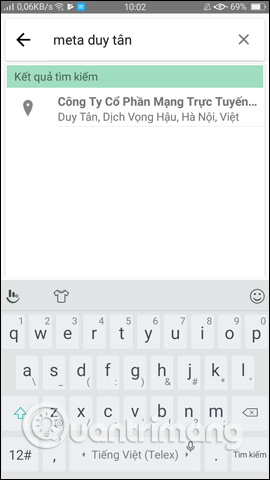 0,06KB/s 10:02 69%
meta duy tân
Kết quả tìm kiếm
Công Ty Cổ Phần Mạng Trực Tuyến...
Duy Tân, Dịch Vọng Hậu, Hà Nội, Việt
1 2 3 4 5 6 7 8 9 0
q w e r t y u i o p
a s d f g h j k l
\ _ : & #
z x c v b n m
Quantrimang
12# , Tiếng Việt (Telex) . Tìm kiếm